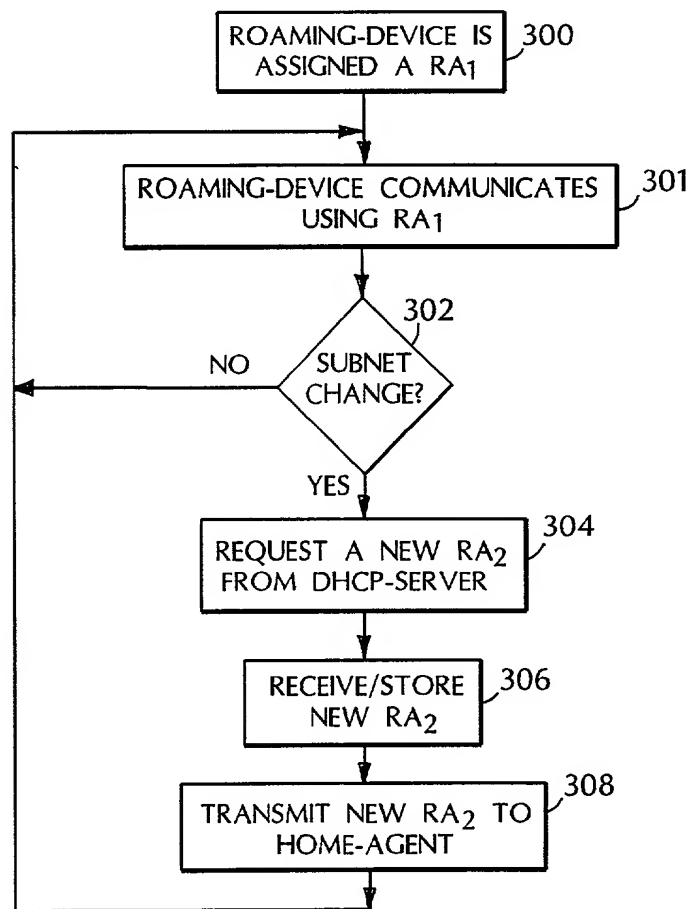 ROAMING-DEVICE IS
ASSIGNED A RA1
300
ROAMING-DEVICE COMMUNICATES
USING RA1
301
302
SUBNET
CHANGE?
NO
YES
REQUEST A NEW RA2
FROM DHCP-SERVER
304
RECEIVE/STORE
NEW RA2
306
TRANSMIT NEW RA2 TO
HOME-AGENT
308